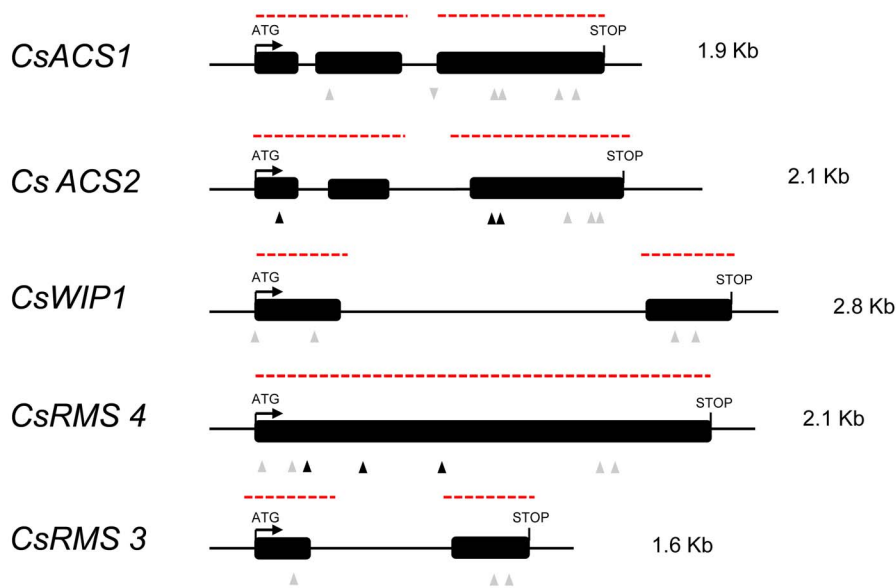 CsACS1
ATG
STOP
1.9 Kb
Cs ACS2
ATG
STOP
2.1 Kb
CsWIP1
ATG
STOP
2.8 Kb
CsRMS 4
ATG
STOP
2.1 Kb
CsRMS 3
ATG
STOP
1.6 Kb